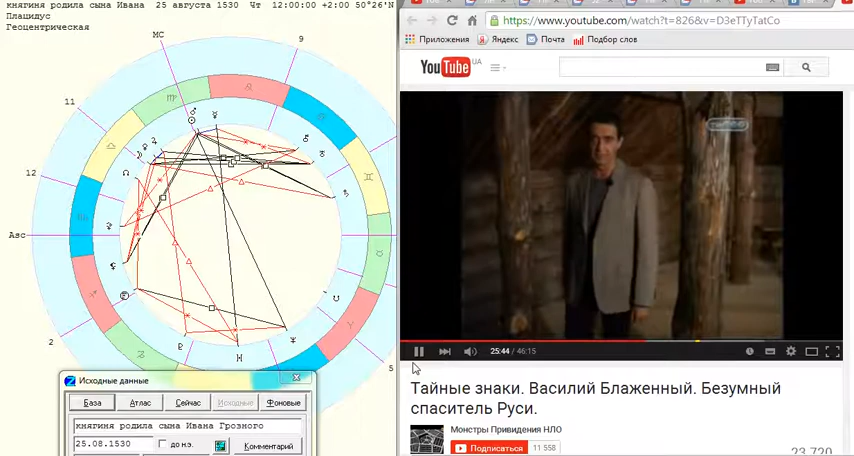 княгиня родила сына Ивана 25 августа 1530 Чт 12:00:00 +2:00 50°26'N
Плацидус
Геоцентрическая
MC
9
11
12
Asc
2
5
Исходные данные
База
Атлас
Сейчас
Исходные
Фоновые
княгиня родила сына Ивана Грозного
25.08.1530
до н.э.
Комментарий
https://www.youtube.com/watch?t=826&v=D3eTTyTatCo
Приложения
Яндекс
Почта
Подбор слов
YouTube UA
25:44 / 46:15
Тайные знаки. Василий Блаженный. Безумный
спаситель Руси.
Монстры Привидения НЛО
Подписаться 11 558
23 720